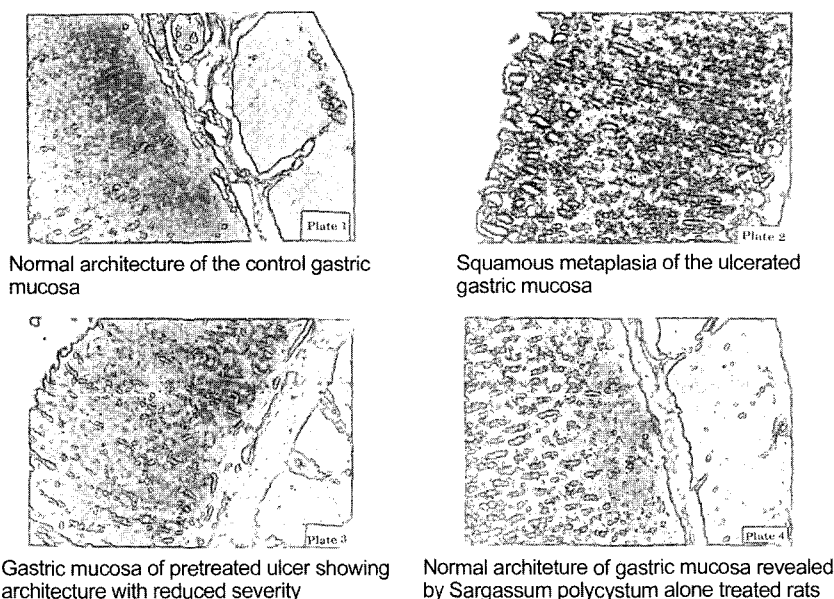 Plate 1
Plate 2
Normal architecture of the control gastric
mucosa
Squamous metaplasia of the ulcerated
gastric mucosa
Plate 3
Plate 4
Gastric mucosa of pretreated ulcer showing
architecture with reduced severity
Normal architeture of gastric mucosa revealed
by Sargassum polycystum alone treated rats